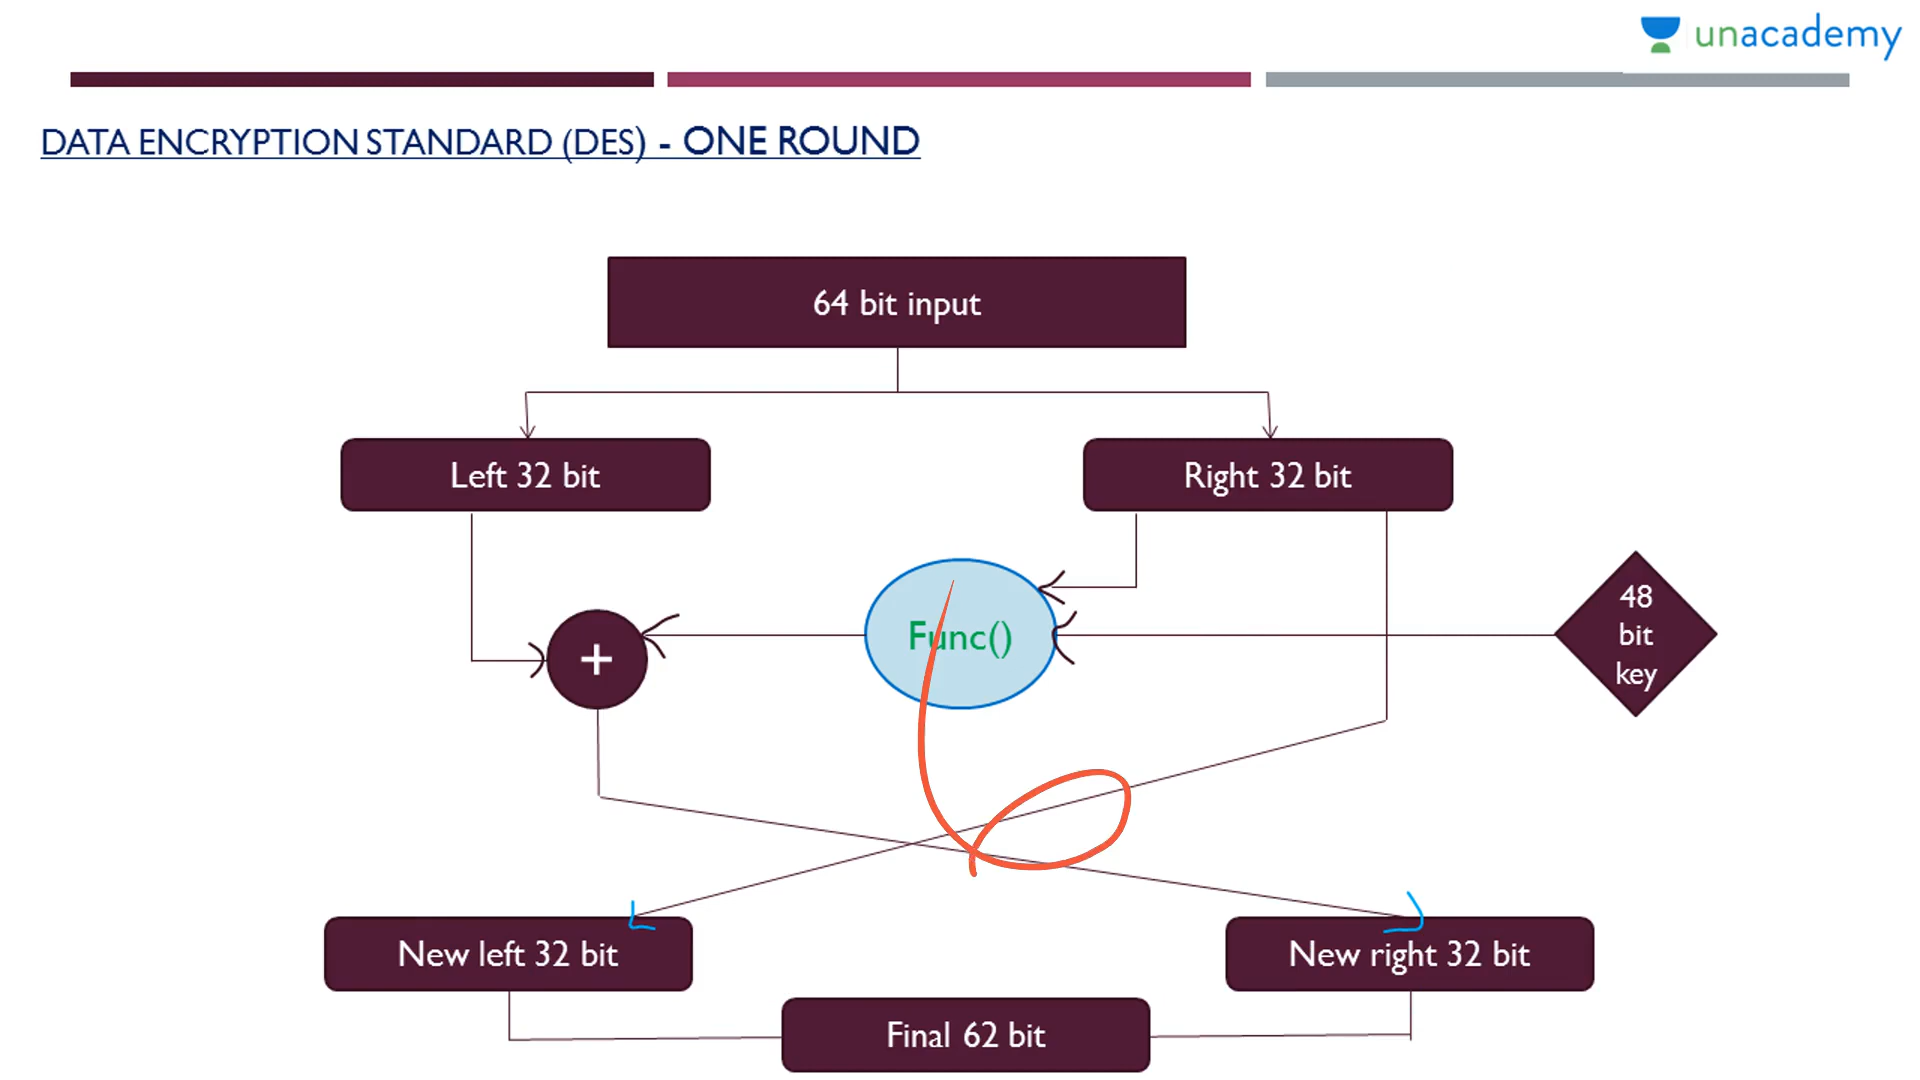 unacademy
DATA ENCRYPTION STANDARD (DES) - ONE ROUND
64 bit input
Left 32 bit
Right 32 bit
+
Func()
48
bit
key
New left 32 bit
New right 32 bit
Final 62 bit